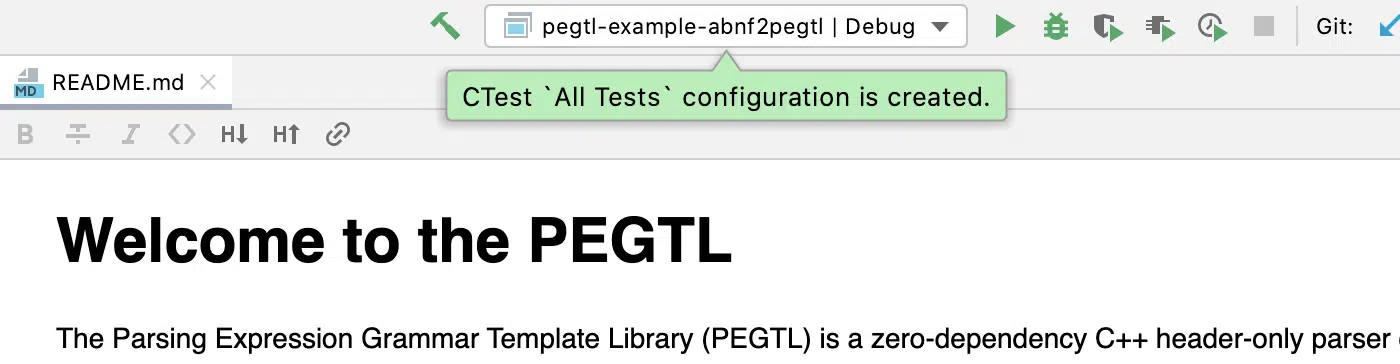 pegtl-example-abnf2pegtl | Debug
Git:
CTest `All Tests` configuration is created.
MD README.md
B I <> H H
Welcome to the PEGTL
The Parsing Expression Grammar Template Library (PEGTL) is a zero-dependency C++ header-only parser